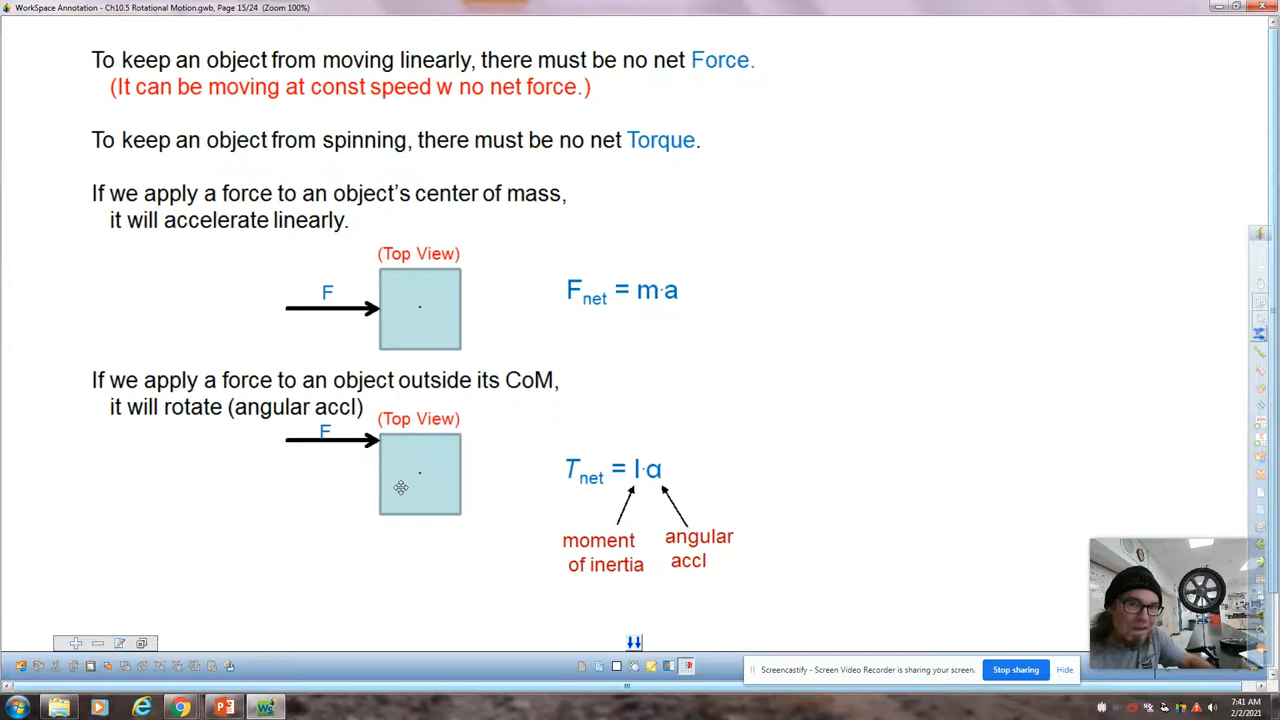 WorkSpace Annotation - Ch10.5 Rotational Motion.gwb, Page 15/24 (Zoom 100%)
To keep an object from moving linearly, there must be no net Force.
(It can be moving at const speed w no net force.)
To keep an object from spinning, there must be no net Torque.
If we apply a force to an object's center of mass,
it will accelerate linearly.
(Top View)
F
Fnet = m·a
If we apply a force to an object outside its CoM,
it will rotate (angular accl)
(Top View)
F
Tnet = I·α
moment
of inertia
angular
accl
Screencastify - Screen Video Recorder is sharing your screen.
Stop sharing
Hide
7:41 AM
2/2/2021